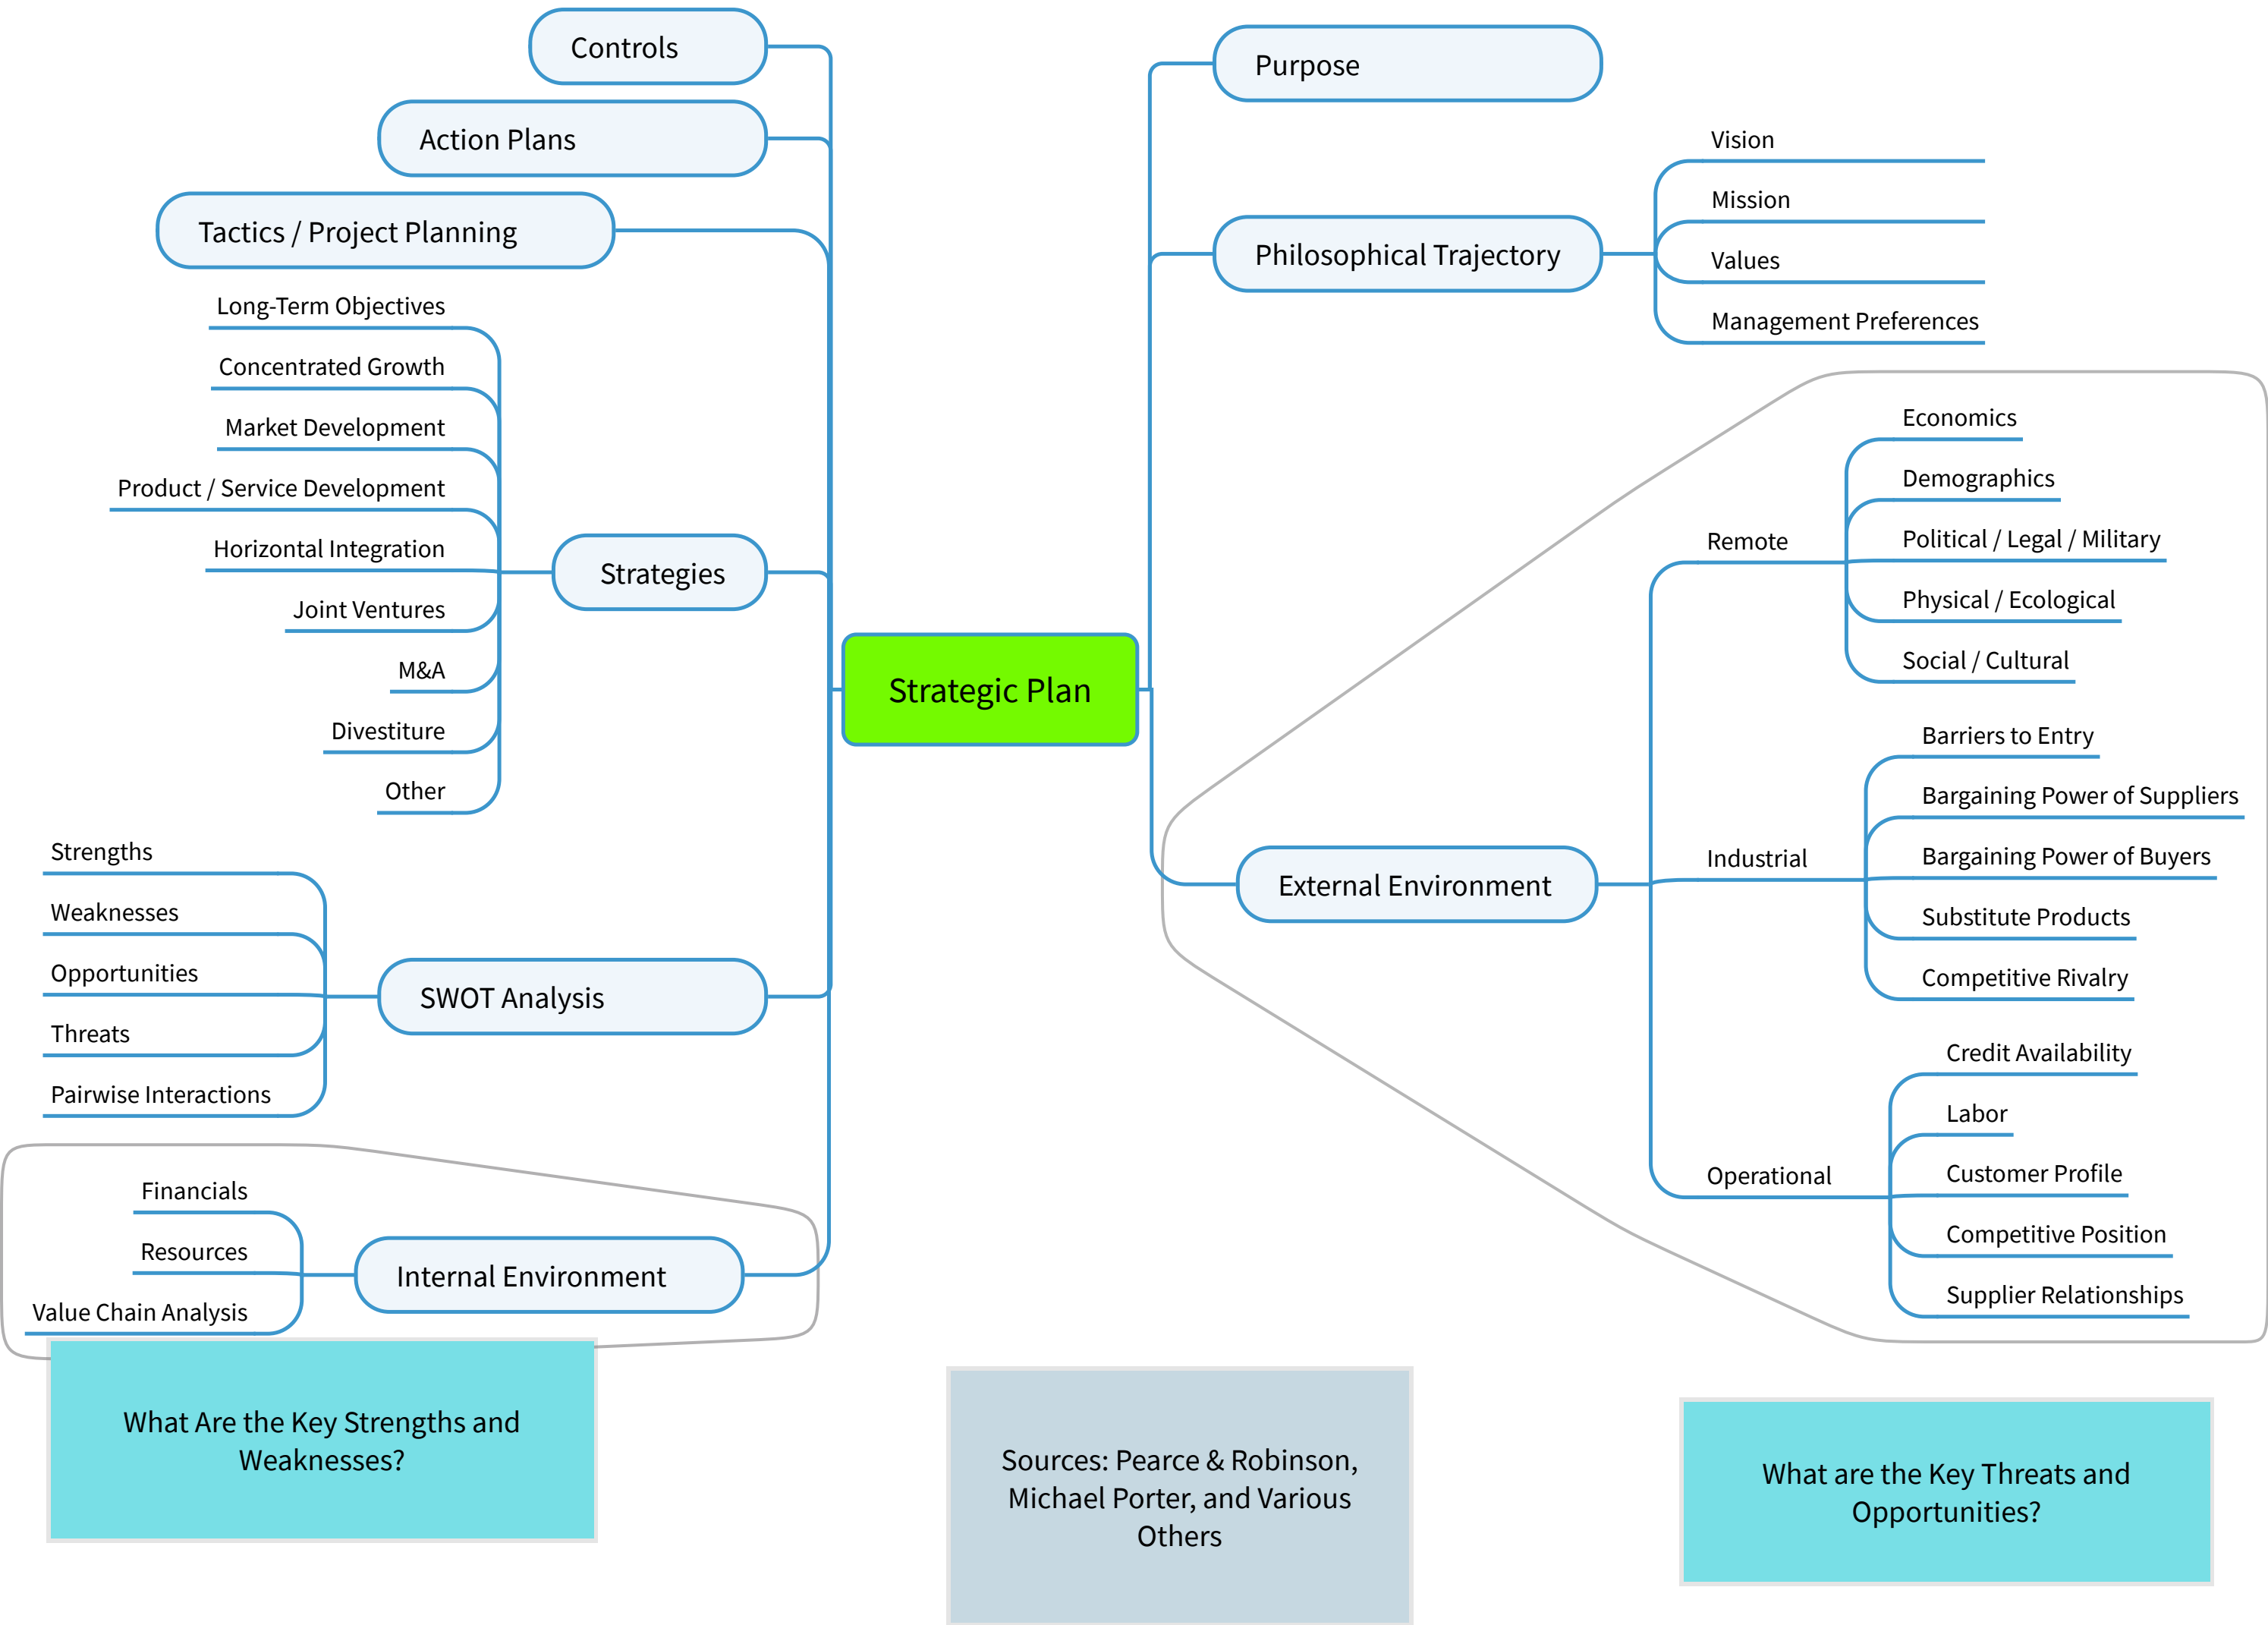 Controls
Action Plans
Tactics / Project Planning
Long-Term Objectives
Concentrated Growth
Market Development
Product / Service Development
Horizontal Integration
Joint Ventures
M&A
Divestiture
Other
Strategies
Strengths
Weaknesses
Opportunities
Threats
Pairwise Interactions
SWOT Analysis
Financials
Resources
Value Chain Analysis
Internal Environment
What Are the Key Strengths and
Weaknesses?
Strategic Plan
Purpose
Philosophical Trajectory
Vision
Mission
Values
Management Preferences
External Environment
Remote
Economics
Demographics
Political / Legal / Military
Physical / Ecological
Social / Cultural
Industrial
Barriers to Entry
Bargaining Power of Suppliers
Bargaining Power of Buyers
Substitute Products
Competitive Rivalry
Operational
Credit Availability
Labor
Customer Profile
Competitive Position
Supplier Relationships
Sources: Pearce & Robinson,
Michael Porter, and Various
Others
What are the Key Threats and
Opportunities?